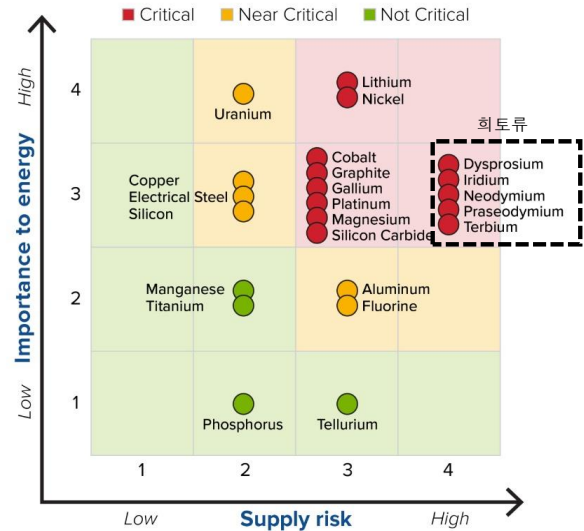 Critical Near Critical Not Critical
High
Importance to energy
Low
4
3
2
1
Uranium
Lithium
Nickel
희토류
Copper
Electrical Steel
Silicon
Cobalt
Graphite
Gallium
Platinum
Magnesium
Silicon Carbide
Dysprosium
Iridium
Neodymium
Praseodymium
Terbium
Manganese
Titanium
Aluminum
Fluorine
Phosphorus
Tellurium
1 2 3 4
Low Supply risk High